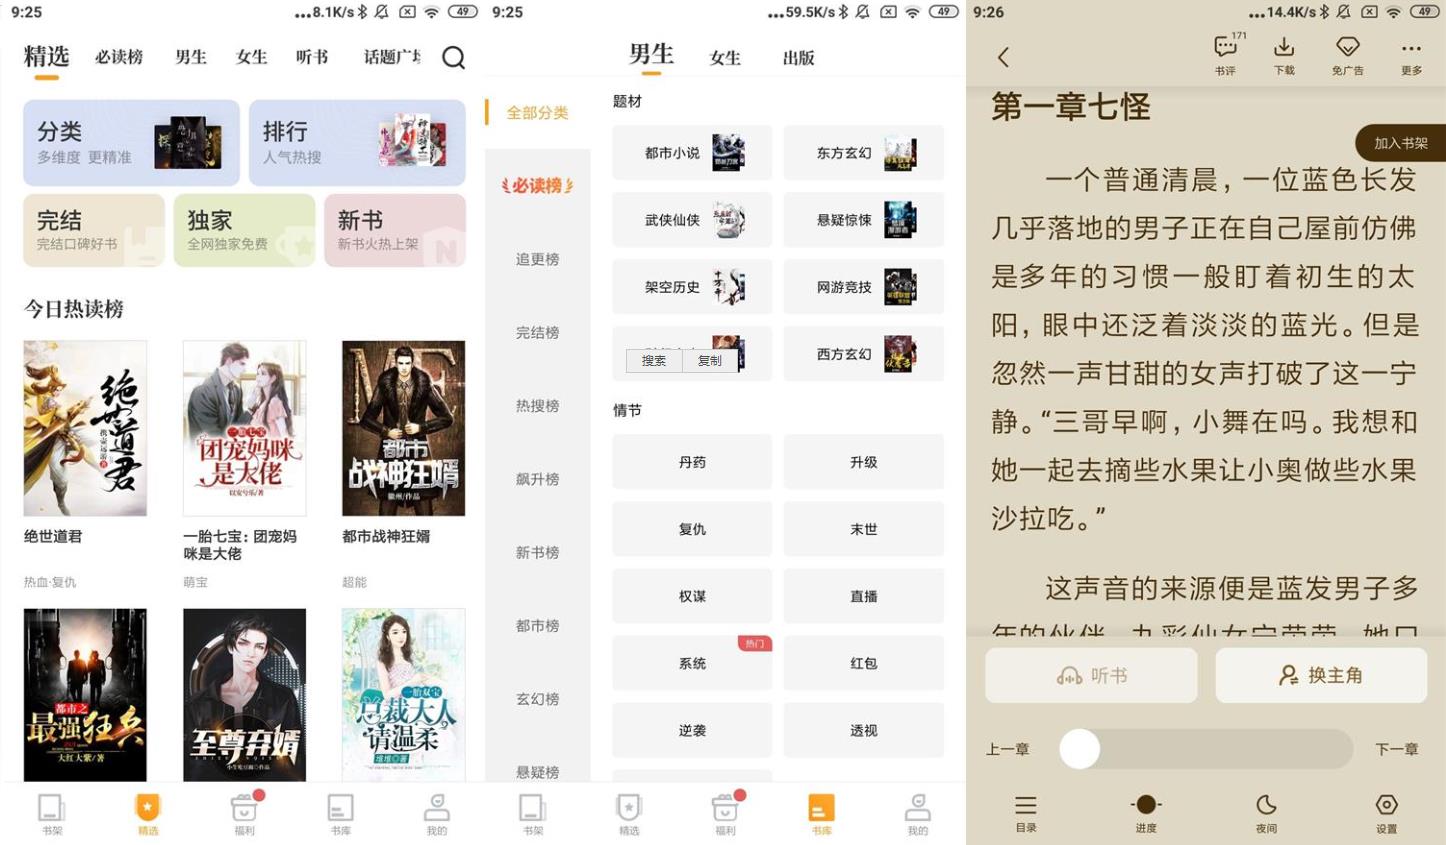 9:25
...8.1K/s
49
精选
必读榜
男生
女生
听书
话题广场
分类
多维度 更精准
排行
人气热搜
完结
完结口碑好书
独家
全网独家免费
新书
新书火热上架
今日热读榜
绝世道君
团宠妈咪
是大佬
都市
战神狂婿
绝世道君
一胎七宝：团宠妈
咪是大佬
都市战神狂婿
热血·复仇
萌宝
超能
都市之
最强狂兵
大红大紫/著
至尊弃婿
一胎双宝
总裁大人
请温柔
书架
精选
福利
书库
我的
9:25
...59.5K/s
49
男生
女生
出版
全部分类
必读榜
追更榜
完结榜
热搜榜
飙升榜
新书榜
都市榜
玄幻榜
悬疑榜
题材
都市小说
东方玄幻
武侠仙侠
悬疑惊悚
架空历史
网游竞技
搜索
复制
西方玄幻
情节
丹药
升级
复仇
末世
权谋
直播
热门
系统
红包
逆袭
透视
书架
精选
福利
书库
我的
9:26
...14.4K/s
49
171
书评
下载
免广告
更多
第一章七怪
加入书架
一个普通清晨，一位蓝色长发
几乎落地的男子正在自己屋前仿佛
是多年的习惯一般盯着初生的太
阳，眼中还泛着淡淡的蓝光。但是
忽然一声甘甜的女声打破了这一宁
静。“三哥早啊，小舞在吗。我想和
她一起去摘些水果让小奥做些水果
沙拉吃。”
这声音的来源便是蓝发男子多
听书
换主角
上一章
下一章
目录
进度
夜间
设置